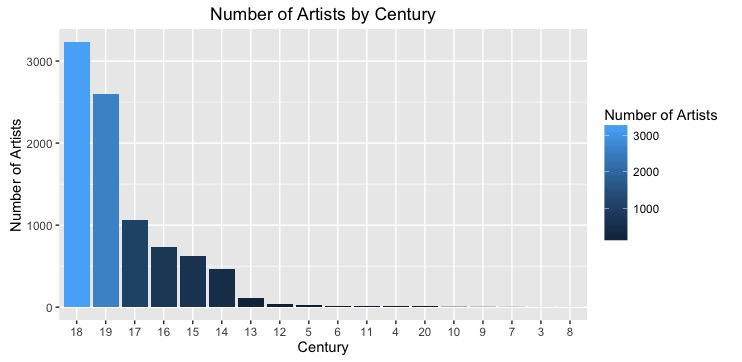 Number of Artists by Century
Number of Artists
3000
2000
1000
0
18 19 17 16 15 14 13 12 5 6 11 4 20 10 9 7 3 8
Century
Number of Artists
3000
2000
1000